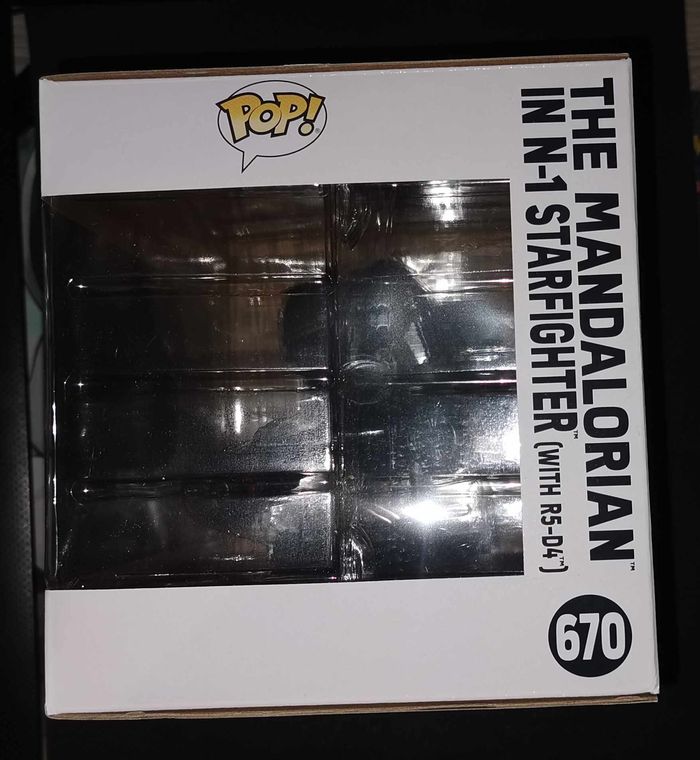 POP!
THE MANDALORIAN™
IN N-1 STARFIGHTER™ (WITH R5-D4™)
670